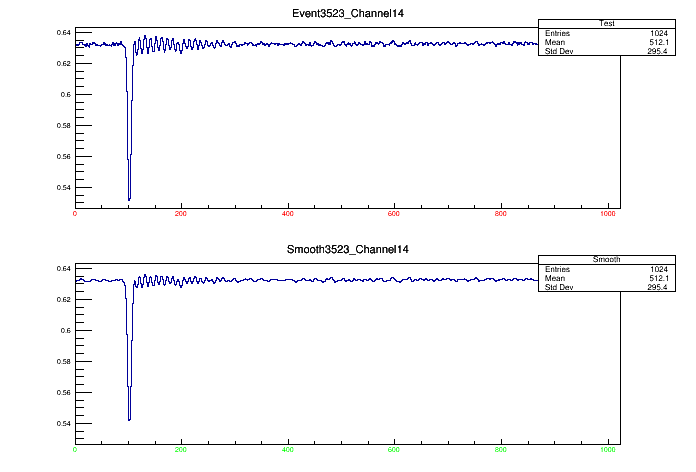 Event3523_Channel14
Test
Entries 1024
Mean 512.1
Std Dev 295.4
0.64
0.62
0.6
0.58
0.56
0.54
0 200 400 600 800 1000
Smooth3523_Channel14
Smooth
Entries 1024
Mean 512.1
Std Dev 295.4
0.64
0.62
0.6
0.58
0.56
0.54
0 200 400 600 800 1000